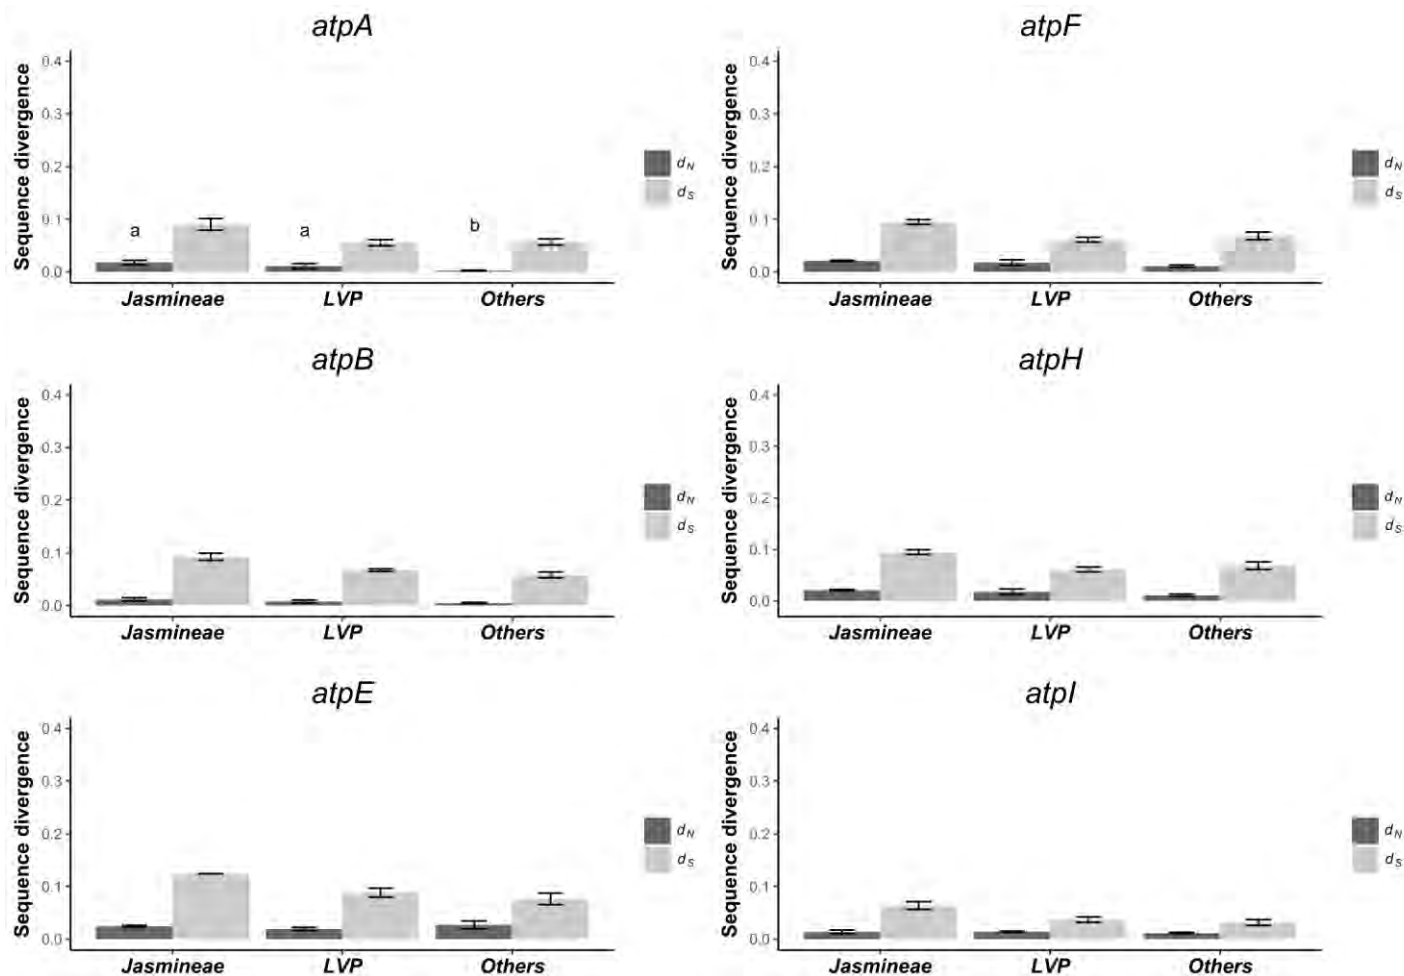 atpA
Sequence divergence
0.4
0.3
0.2
0.1
0.0
a
a
b
Jasmineae LVP Others
dN
dS
atpF
Sequence divergence
0.4
0.3
0.2
0.1
0.0
Jasmineae LVP Others
dN
dS
atpB
Sequence divergence
0.4
0.3
0.2
0.1
0.0
Jasmineae LVP Others
dN
dS
atpH
Sequence divergence
0.4
0.3
0.2
0.1
0.0
Jasmineae LVP Others
dN
dS
atpE
Sequence divergence
0.4
0.3
0.2
0.1
0.0
Jasmineae LVP Others
dN
dS
atpI
Sequence divergence
0.4
0.3
0.2
0.1
0.0
Jasmineae LVP Others
dN
dS